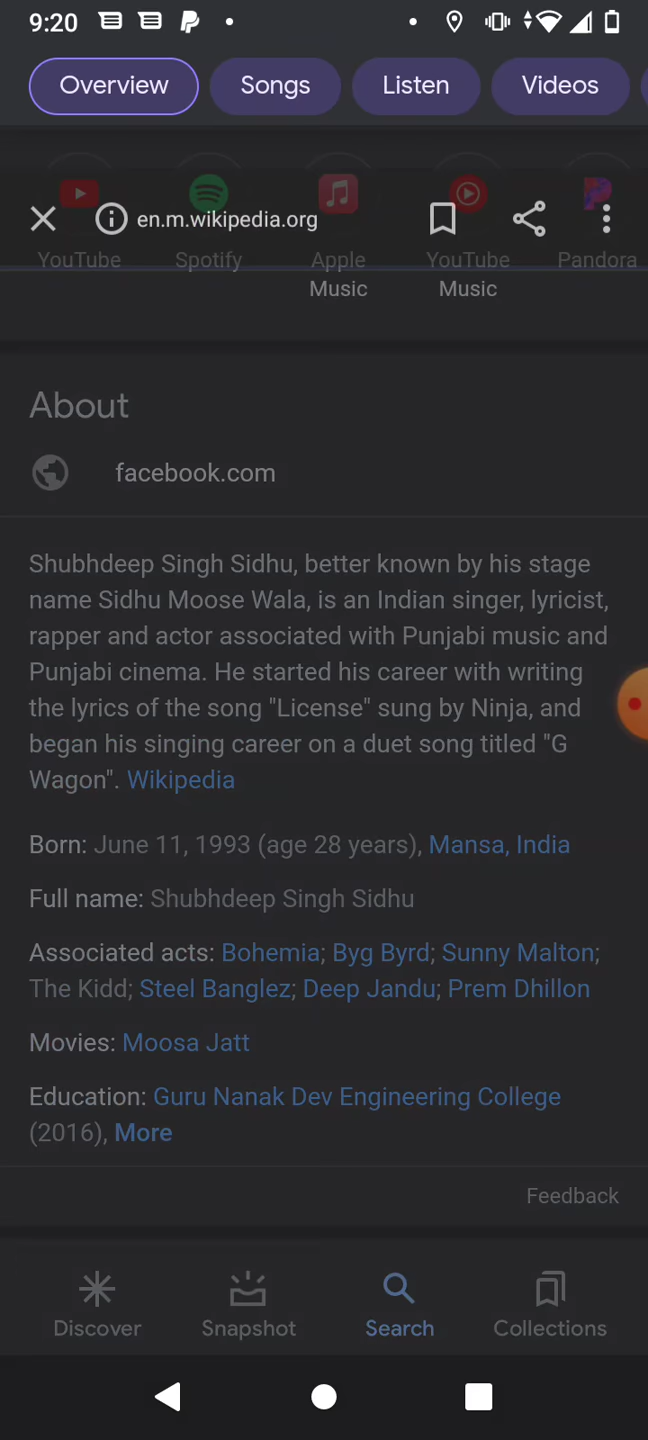 9:20
Overview Songs Listen Videos
en.m.wikipedia.org
YouTube Spotify Apple Music YouTube Music Pandora
About
facebook.com
Shubhdeep Singh Sidhu, better known by his stage
name Sidhu Moose Wala, is an Indian singer, lyricist,
rapper and actor associated with Punjabi music and
Punjabi cinema. He started his career with writing
the lyrics of the song "License" sung by Ninja, and
began his singing career on a duet song titled "G
Wagon". Wikipedia
Born: June 11, 1993 (age 28 years), Mansa, India
Full name: Shubhdeep Singh Sidhu
Associated acts: Bohemia; Byg Byrd; Sunny Malton;
The Kidd; Steel Banglez; Deep Jandu; Prem Dhillon
Movies: Moosa Jatt
Education: Guru Nanak Dev Engineering College
(2016), More
Feedback
Discover Snapshot Search Collections